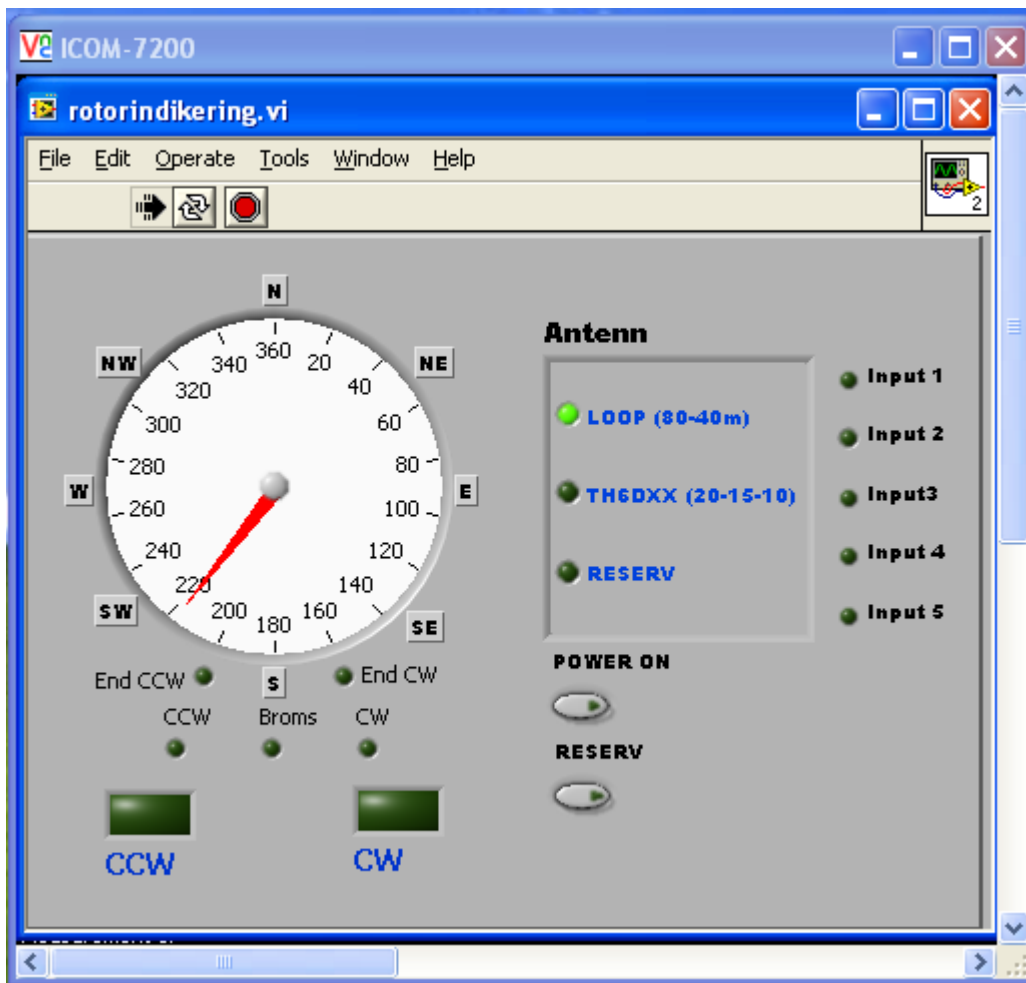 ICOM-7200
rotorindikering.vi
File Edit Operate Tools Window Help
2
N
NW
NE
W
E
SW
SE
S
360
20
40
60
80
100
120
140
160
180
200
220
240
260
280
300
320
340
End CCW
End CW
CCW Broms CW
CCW
CW
Antenn
LOOP (80-40m)
TH6DXX (20-15-10)
RESERV
Input 1
Input 2
Input3
Input 4
Input 5
POWER ON
RESERV